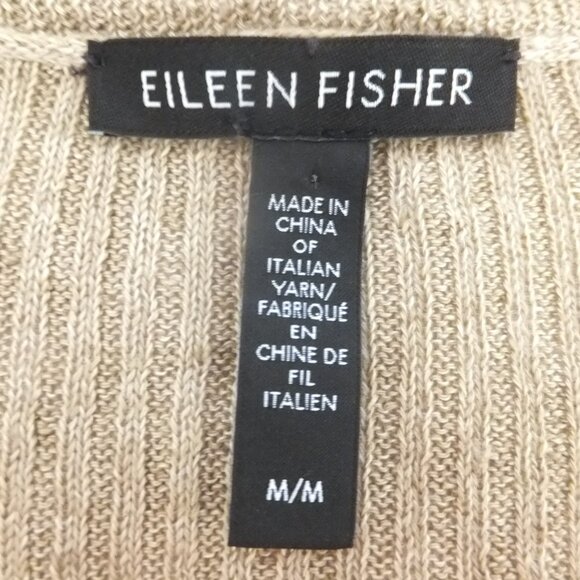 EILEEN FISHER
MADE IN
CHINA
OF
ITALIAN
YARN/
FABRIQUÉ
EN
CHINE DE
FIL
ITALIEN
M/M